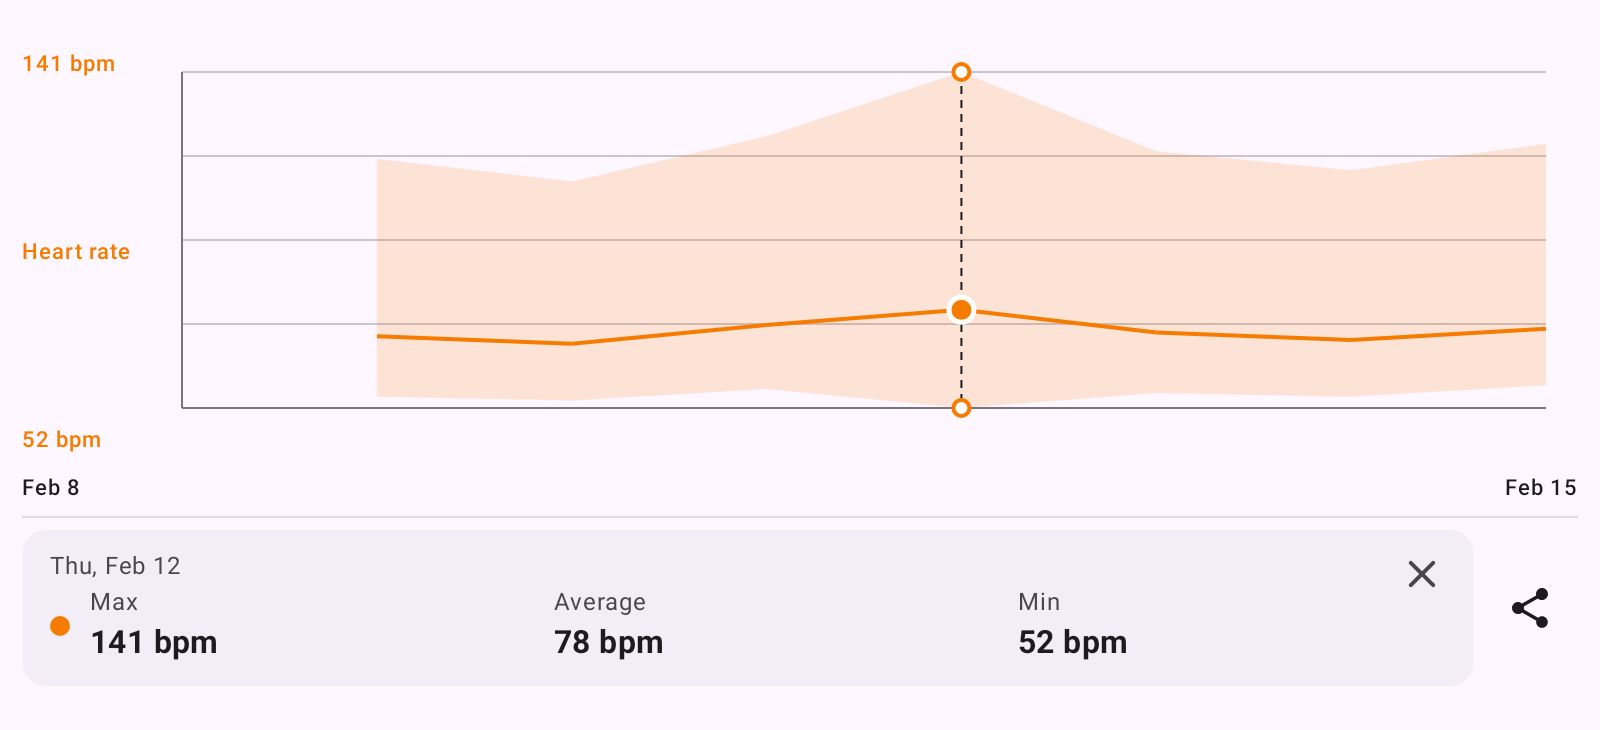 141 bpm
Heart rate
52 bpm
Feb 8
Feb 15
Thu, Feb 12
Max
Average
Min
141 bpm
78 bpm
52 bpm